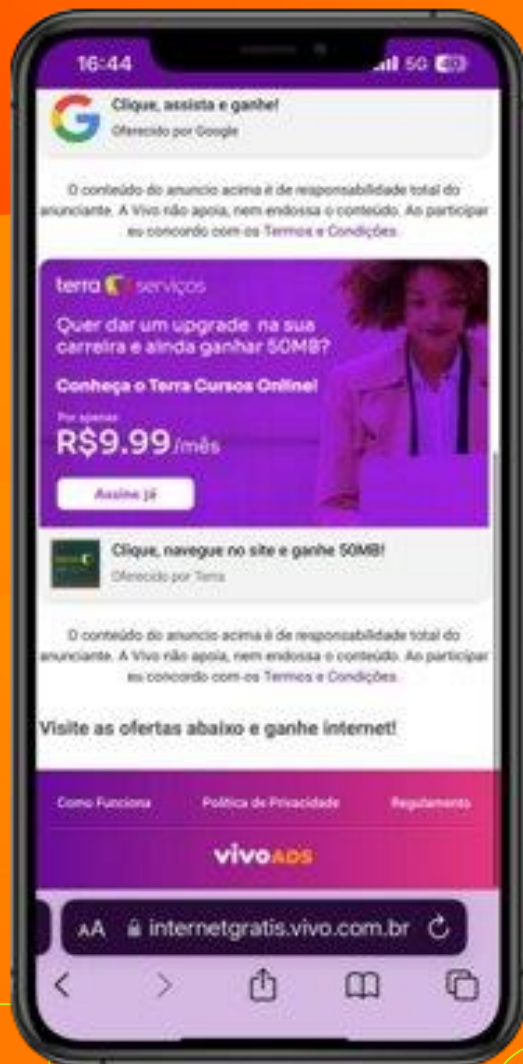 16:44
5G 40
Clique, assista e ganhe!
Oferecido por Google
O conteúdo do anuncio acima é de responsabilidade total do
anunciante. A Vivo não apoia, nem endossa o conteúdo. Ao participar
eu concordo com os Termos e Condições.
terra serviços
Quer dar um upgrade na sua
carreira e ainda ganhar 50MB?
Conheça o Terra Cursos Online!
Por apenas
R$9.99/mês
Assine já
Clique, navegue no site e ganhe 50MB!
Oferecido por Terra
O conteúdo do anuncio acima é de responsabilidade total do
anunciante. A Vivo não apoia, nem endossa o conteúdo. Ao participar
eu concordo com os Termos e Condições.
Visite as ofertas abaixo e ganhe internet!
Como Funciona Política de Privacidade Regulamento
vivoADS
AA internetgratis.vivo.com.br